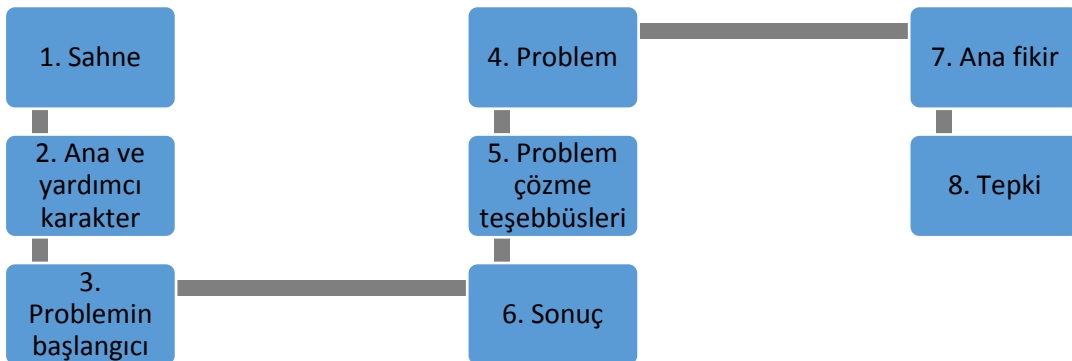 1. Sahne
2. Ana ve
yardımcı
karakter
3.
Problemin
başlangıcı
4. Problem
5. Problem
çözme
teşebbüsleri
6. Sonuç
7. Ana fikir
8. Tepki